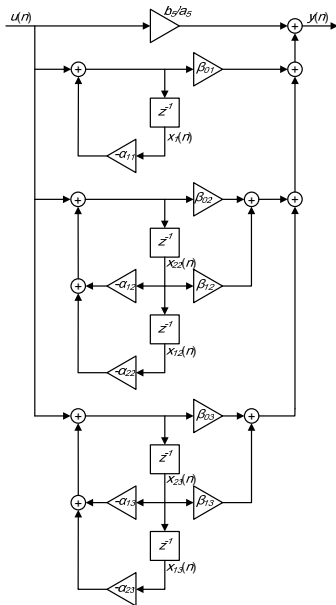 u(n) b₅/a₅ y(n)
β₀₁
z⁻¹
x₁(n)
-α₁₁
β₀₂
z⁻¹
x₂₂(n)
-α₁₂ β₁₂
z⁻¹
x₁₂(n)
-α₂₂
β₀₃
z⁻¹
x₂₃(n)
-α₁₃ β₁₃
z⁻¹
x₁₃(n)
-α₂₃